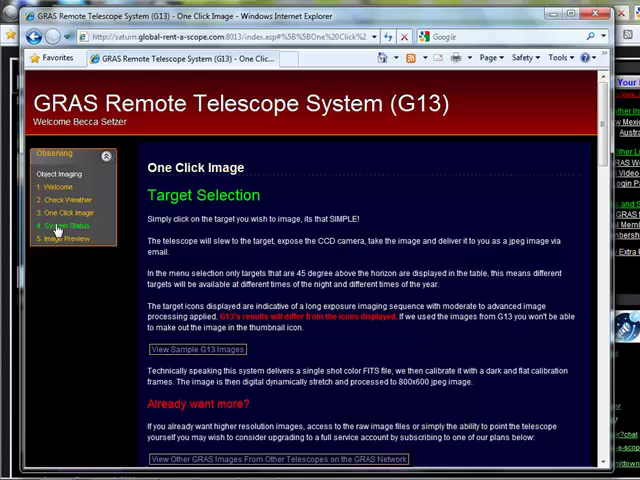 GRAS Remote Telescope System (G13) - One Click Image - Windows Internet Explorer
http://saturn.global-rent-a-scope.com:8013/index.asp#%5B%5BOne%20Click%2
Google
Favorites
GRAS Remote Telescope System (G13) - One Clic...
Page
Safety
Tools
GRAS Remote Telescope System (G13)
Welcome Becca Setzer
Observing
Object Imaging
1. Welcome
2. Check Weather
3. One Click Image
4. System Status
5. Image Preview
One Click Image
Target Selection
Simply click on the target you wish to image, its that SIMPLE!
The telescope will slew to the target, expose the CCD camera, take the image and deliver it to you as a jpeg image via
email.
In the menu selection only targets that are 45 degree above the horizon are displayed in the table, this means different
targets will be available at different times of the night and different times of the year.
The target icons displayed are indicative of a long exposure imaging sequence with moderate to advanced image
processing applied. G13's results will differ from the icons displayed. If we used the images from G13 you won't be able
to make out the image in the thumbnail icon.
View Sample G13 Images
Technically speaking this system delivers a single shot color FITS file, we then calibrate it with a dark and flat calibration
frames. The image is then digital dynamically stretch and processed to 800x600 jpeg image.
Already want more?
If you already want higher resolution images, access to the raw image files or simply the ability to point the telescope
yourself you may wish to consider upgrading to a full service account by subscribing to one of our plans below:
View Other GRAS Images From Other Telescopes on the GRAS Network